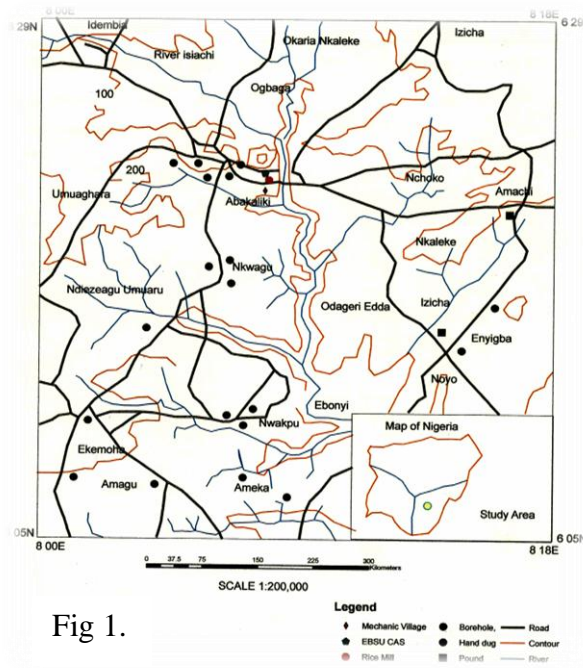 8 00E
8 18E
6 29N
6 29
Idembia
Okaria Nkaleke
Izicha
River isiachi
Ogbaga
100
200
Umuaghara
Abakaliki
Nchoko
Amachi
Nkaleke
Nkwagu
Ndiezeagu Umuaru
Odageri Edda
Izicha
Enyigba
Noyo
Ebonyi
Nwakpu
Ekemoha
Amagu
Ameka
Map of Nigeria
Study Area
05N
6 05
8 00E
8 18E
0 37.5 75 150 225 300
Kilometers
SCALE 1:200,000
Fig 1.
Legend
Mechanic Village Borehole, Road
EBSU CAS Hand dug Contour
Rice Mill Pound River